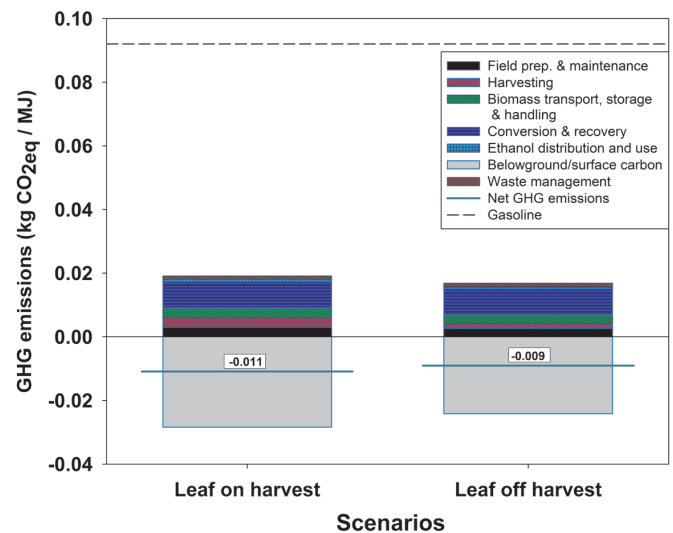 GHG emissions (kg CO2eq / MJ)
0.10
0.08
0.06
0.04
0.02
0.00
-0.02
-0.04
Field prep. & maintenance
Harvesting
Biomass transport, storage
& handling
Conversion & recovery
Ethanol distribution and use
Belowground/surface carbon
Waste management
Net GHG emissions
Gasoline
-0.011
-0.009
Leaf on harvest
Leaf off harvest
Scenarios